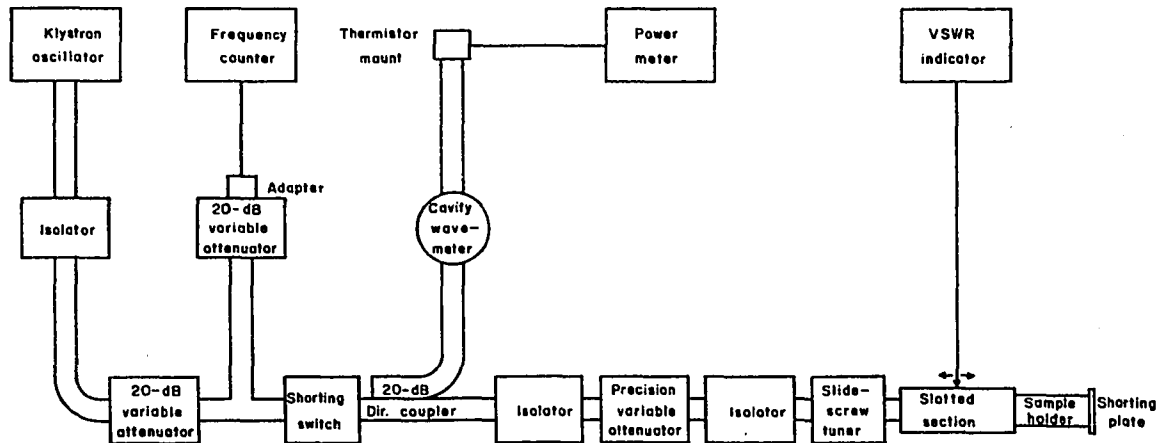 Klystron
oscillator
Frequency
counter
Thermistor
mount
Power
meter
VSWR
indicator
Adapter
Isolator
20-dB
variable
attenuator
Cavity
wave-
meter
20-dB
variable
attenuator
Shorting
switch
20-dB
Dir. coupler
Isolator
Precision
variable
attenuator
Isolator
Slide-
screw
tuner
Slotted
section
Sample
holder
Shorting
plate